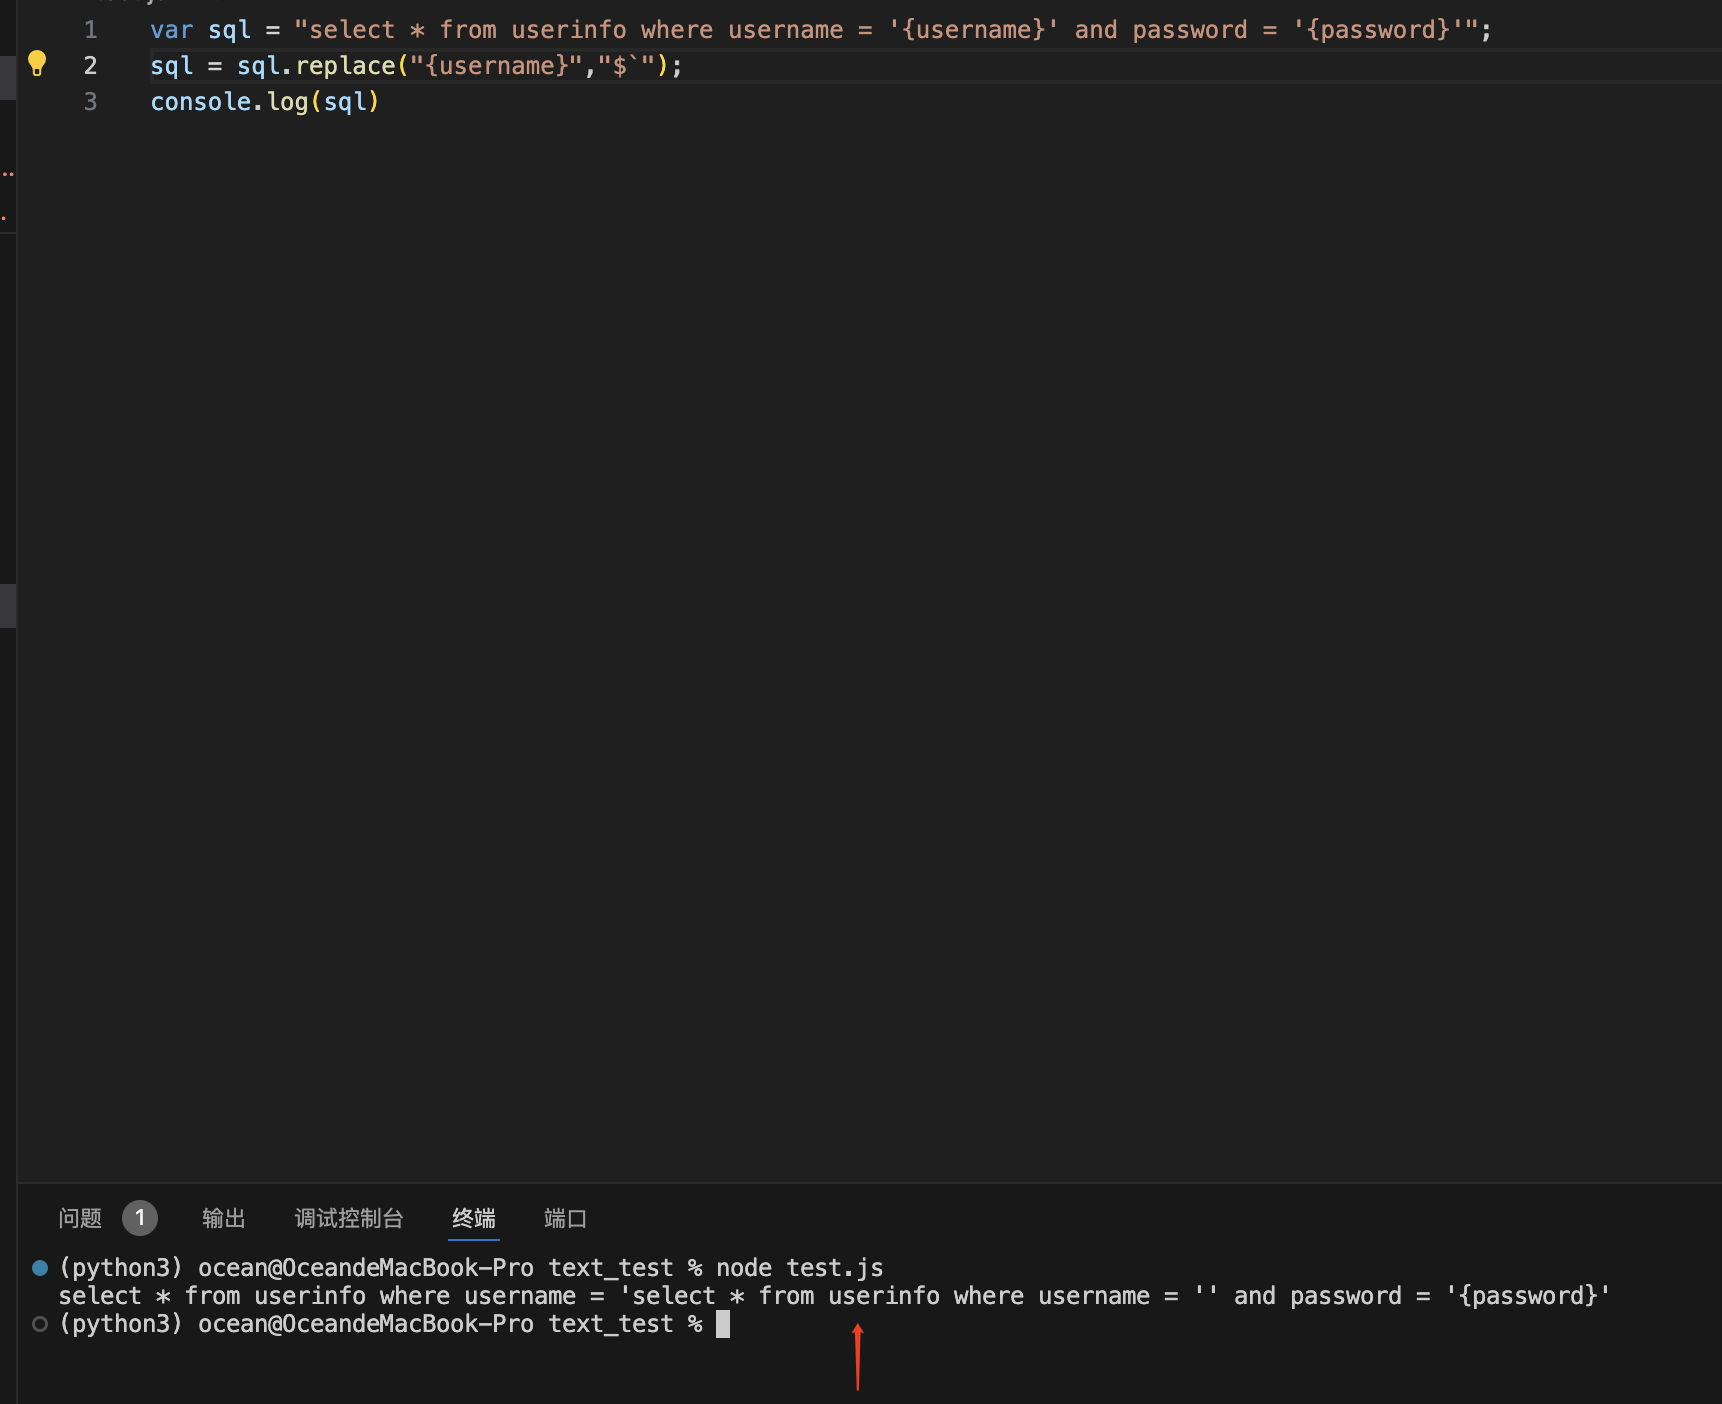 1 var sql = "select * from userinfo where username = '{username}' and password = '{password}'";
2 sql = sql.replace("{username}","$`");
3 console.log(sql)
问题 1 输出 调试控制台 终端 端口
(python3) ocean@OceandeMacBook-Pro text_test % node test.js
select * from userinfo where username = 'select * from userinfo where username = '' and password = '{password}'
(python3) ocean@OceandeMacBook-Pro text_test %